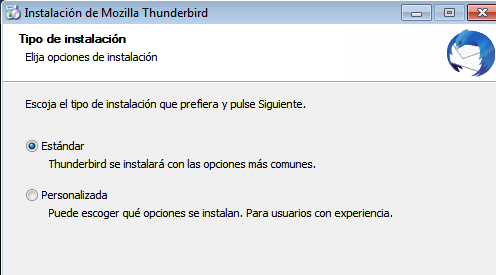 Instalación de Mozilla Thunderbird
Tipo de instalación
Elija opciones de instalación
Escoja el tipo de instalación que prefiera y pulse Siguiente.
Estándar
Thunderbird se instalará con las opciones más comunes.
Personalizada
Puede escoger qué opciones se instalan. Para usuarios con experiencia.